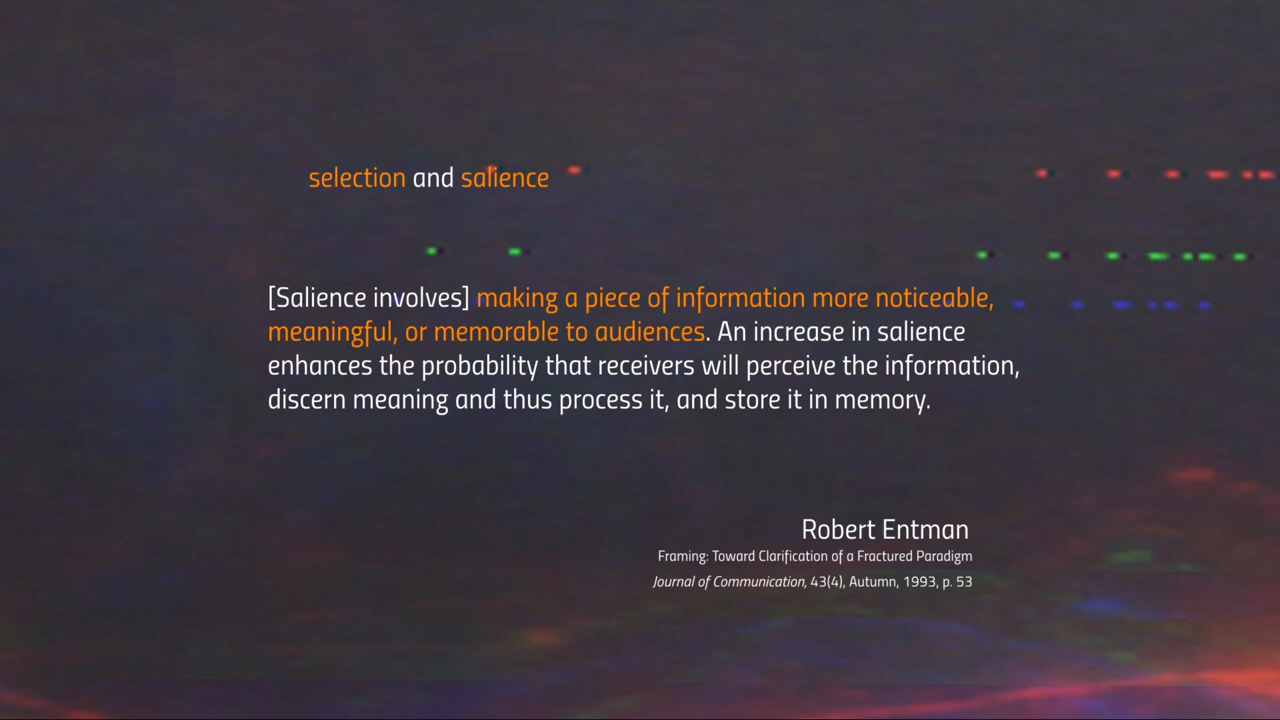 selection and salience
[Salience involves] making a piece of information more noticeable,
meaningful, or memorable to audiences. An increase in salience
enhances the probability that receivers will perceive the information,
discern meaning and thus process it, and store it in memory.
Robert Entman
Framing: Toward Clarification of a Fractured Paradigm
Journal of Communication, 43(4), Autumn, 1993, p. 53